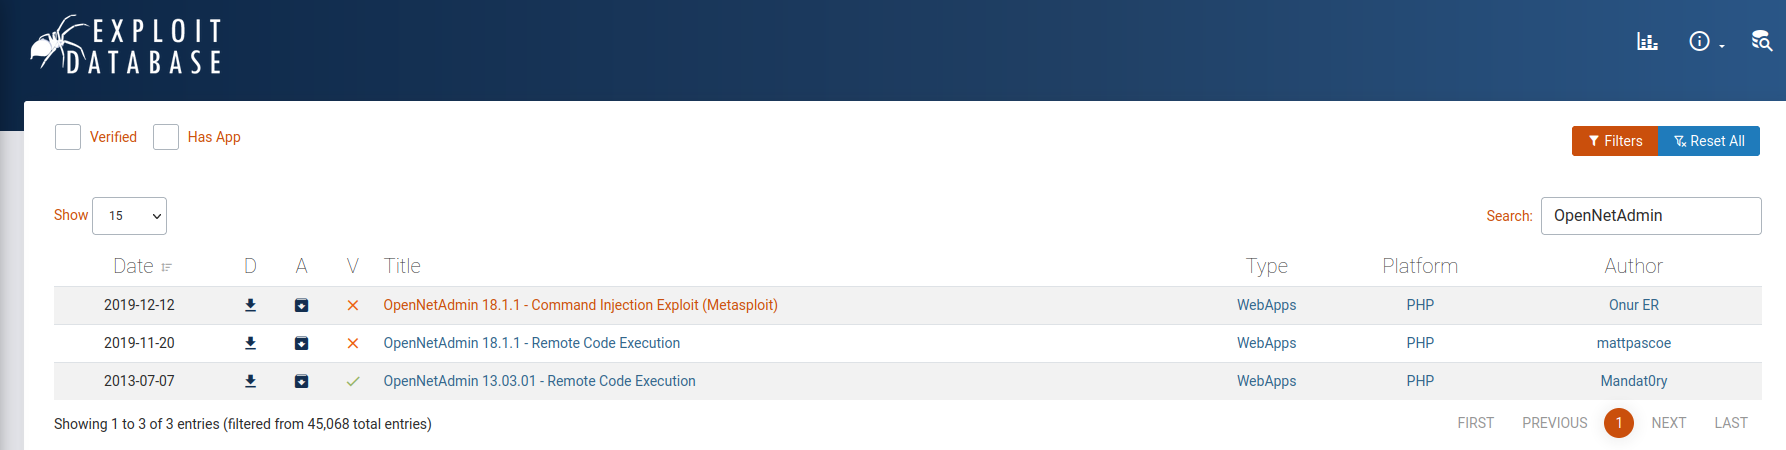 EXPLOIT
DATABASE
Verified Has App
Filters Reset All
Show 15 Search: OpenNetAdmin
Date D A V Title Type Platform Author
2019-12-12 OpenNetAdmin 18.1.1 - Command Injection Exploit (Metasploit) WebApps PHP Onur ER
2019-11-20 OpenNetAdmin 18.1.1 - Remote Code Execution WebApps PHP mattpascoe
2013-07-07 OpenNetAdmin 13.03.01 - Remote Code Execution WebApps PHP Mandat0ry
Showing 1 to 3 of 3 entries (filtered from 45,068 total entries) FIRST PREVIOUS 1 NEXT LAST